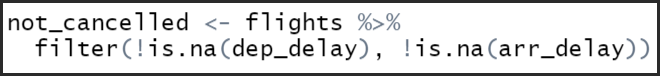 not_cancelled <- flights %>%
  filter(!is.na(dep_delay), !is.na(arr_delay))